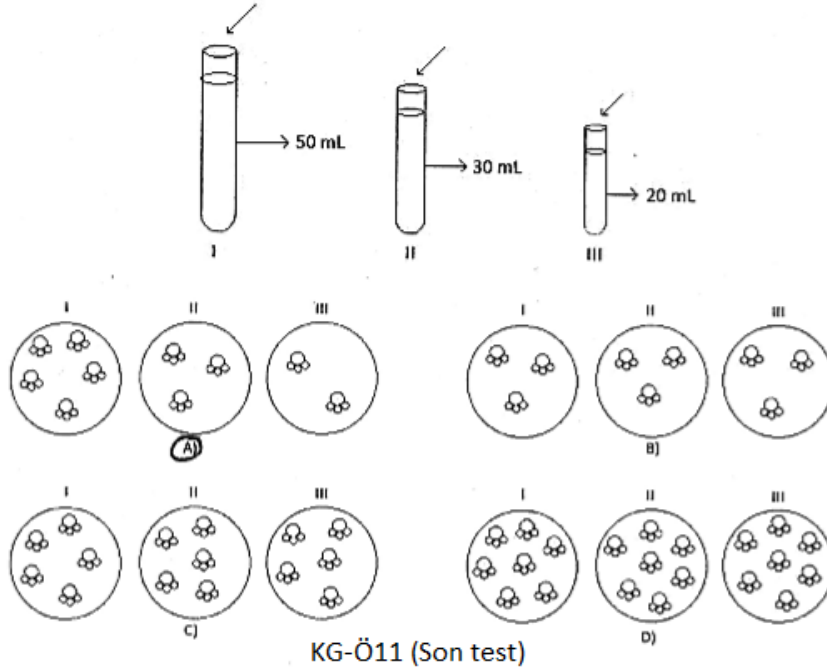 50 mL
30 mL
20 mL
I
II
III
I II III
A)
I II III
B)
I II III
C)
I II III
D)
KG-Ö11 (Son test)